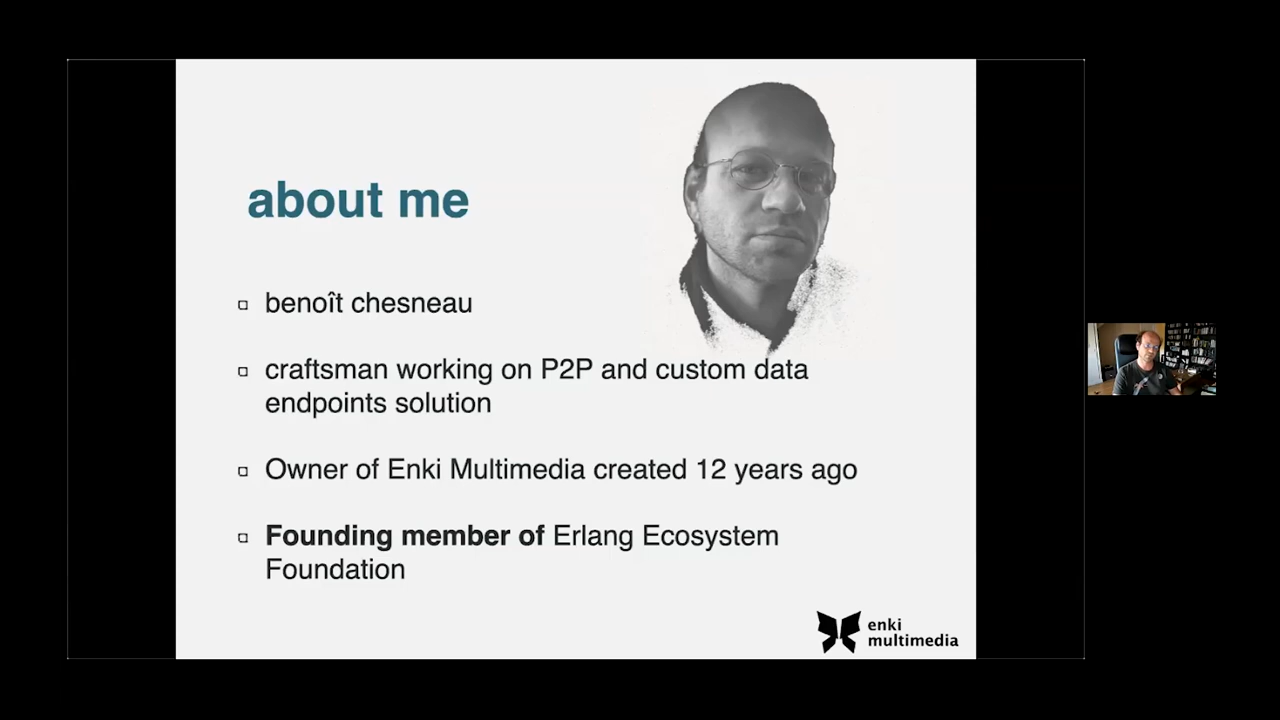 about me
benoît chesneau
craftsman working on P2P and custom data
endpoints solution
Owner of Enki Multimedia created 12 years ago
Founding member of Erlang Ecosystem
Foundation
enki
multimedia